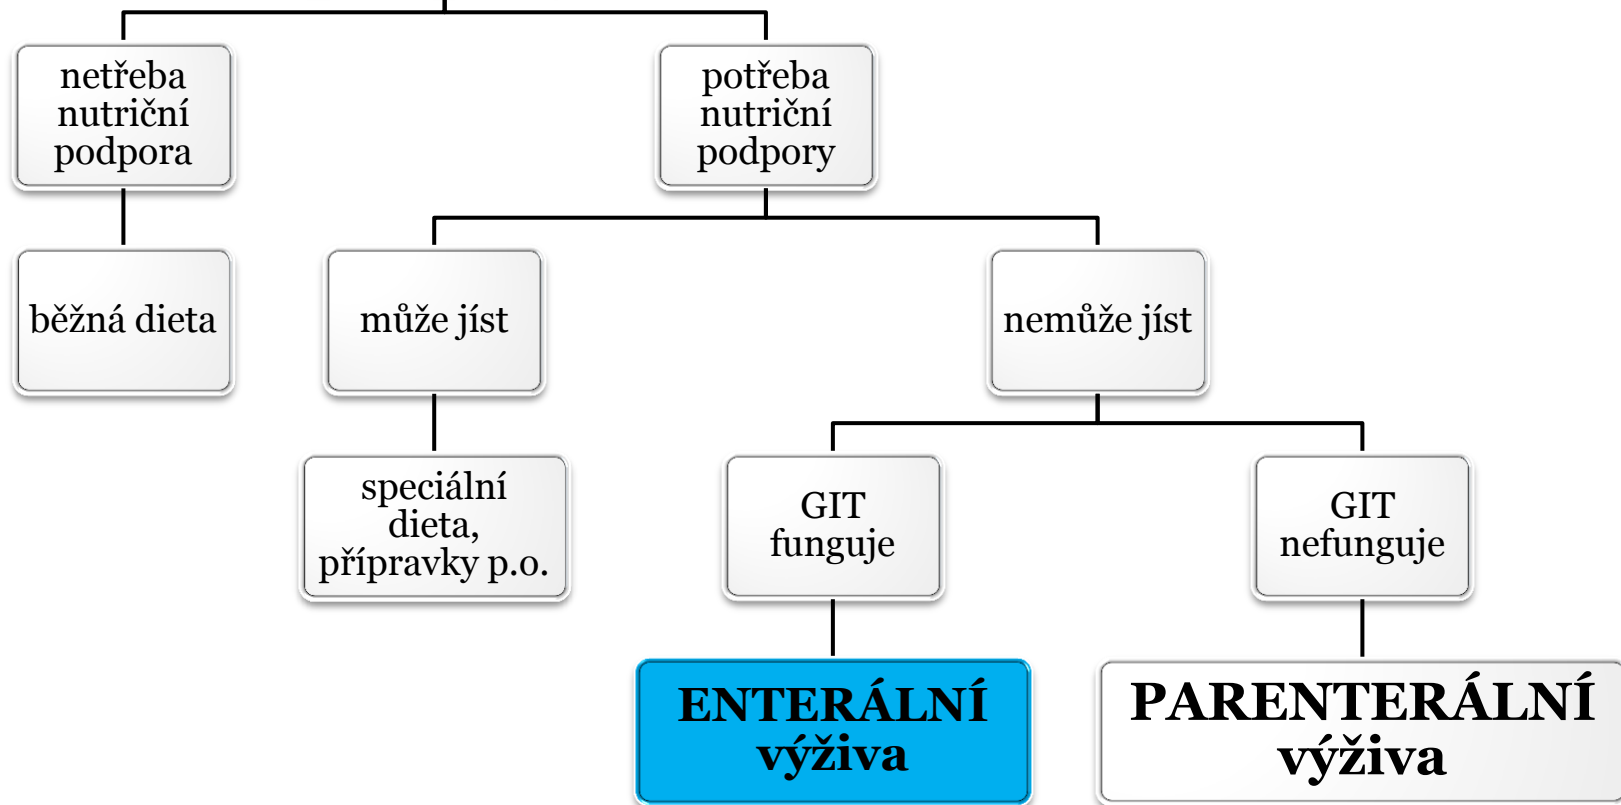 netřeba
nutriční
podpora
potřeba
nutriční
podpory
běžná dieta
může jíst
nemůže jíst
speciální
dieta,
přípravky p.o.
GIT
funguje
GIT
nefunguje
ENTERÁLNÍ
výživa
PARENTERÁLNÍ
výživa